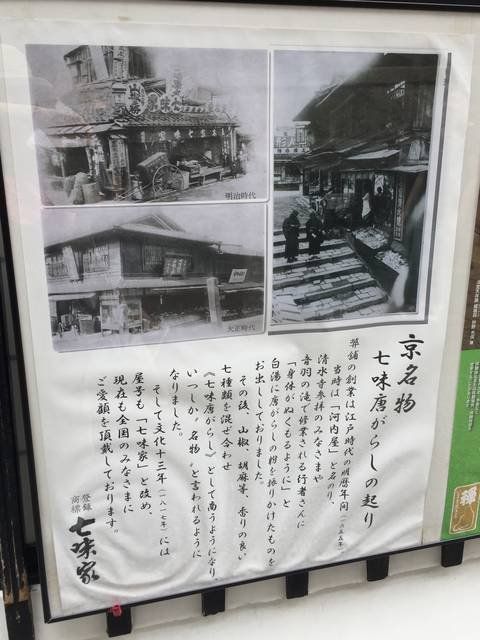 明治時代
大正時代
京名物
七味唐がらしの起り
弊舗の創業は江戸時代の明暦年間（一六五五年）
当時は「河内屋」と名のり、
清水寺参拝のみなさまや
音羽の滝で修業される行者さんに
「身体がぬくもるように」と
白湯に唐がらしの粉を振りかけたものを
お出ししておりました。
その後、山椒、胡麻等、香りの良い
七種類を混ぜ合わせ
《七味唐がらし》として商うようになり、
いつしか〝名物〟と言われるように
なりました。
そして文化十三年（一八一七年）には
屋号も「七味家」と改め、
現在も全国のみなさまに
ご愛顧を頂戴しております。
登録
商標
七味家
禅